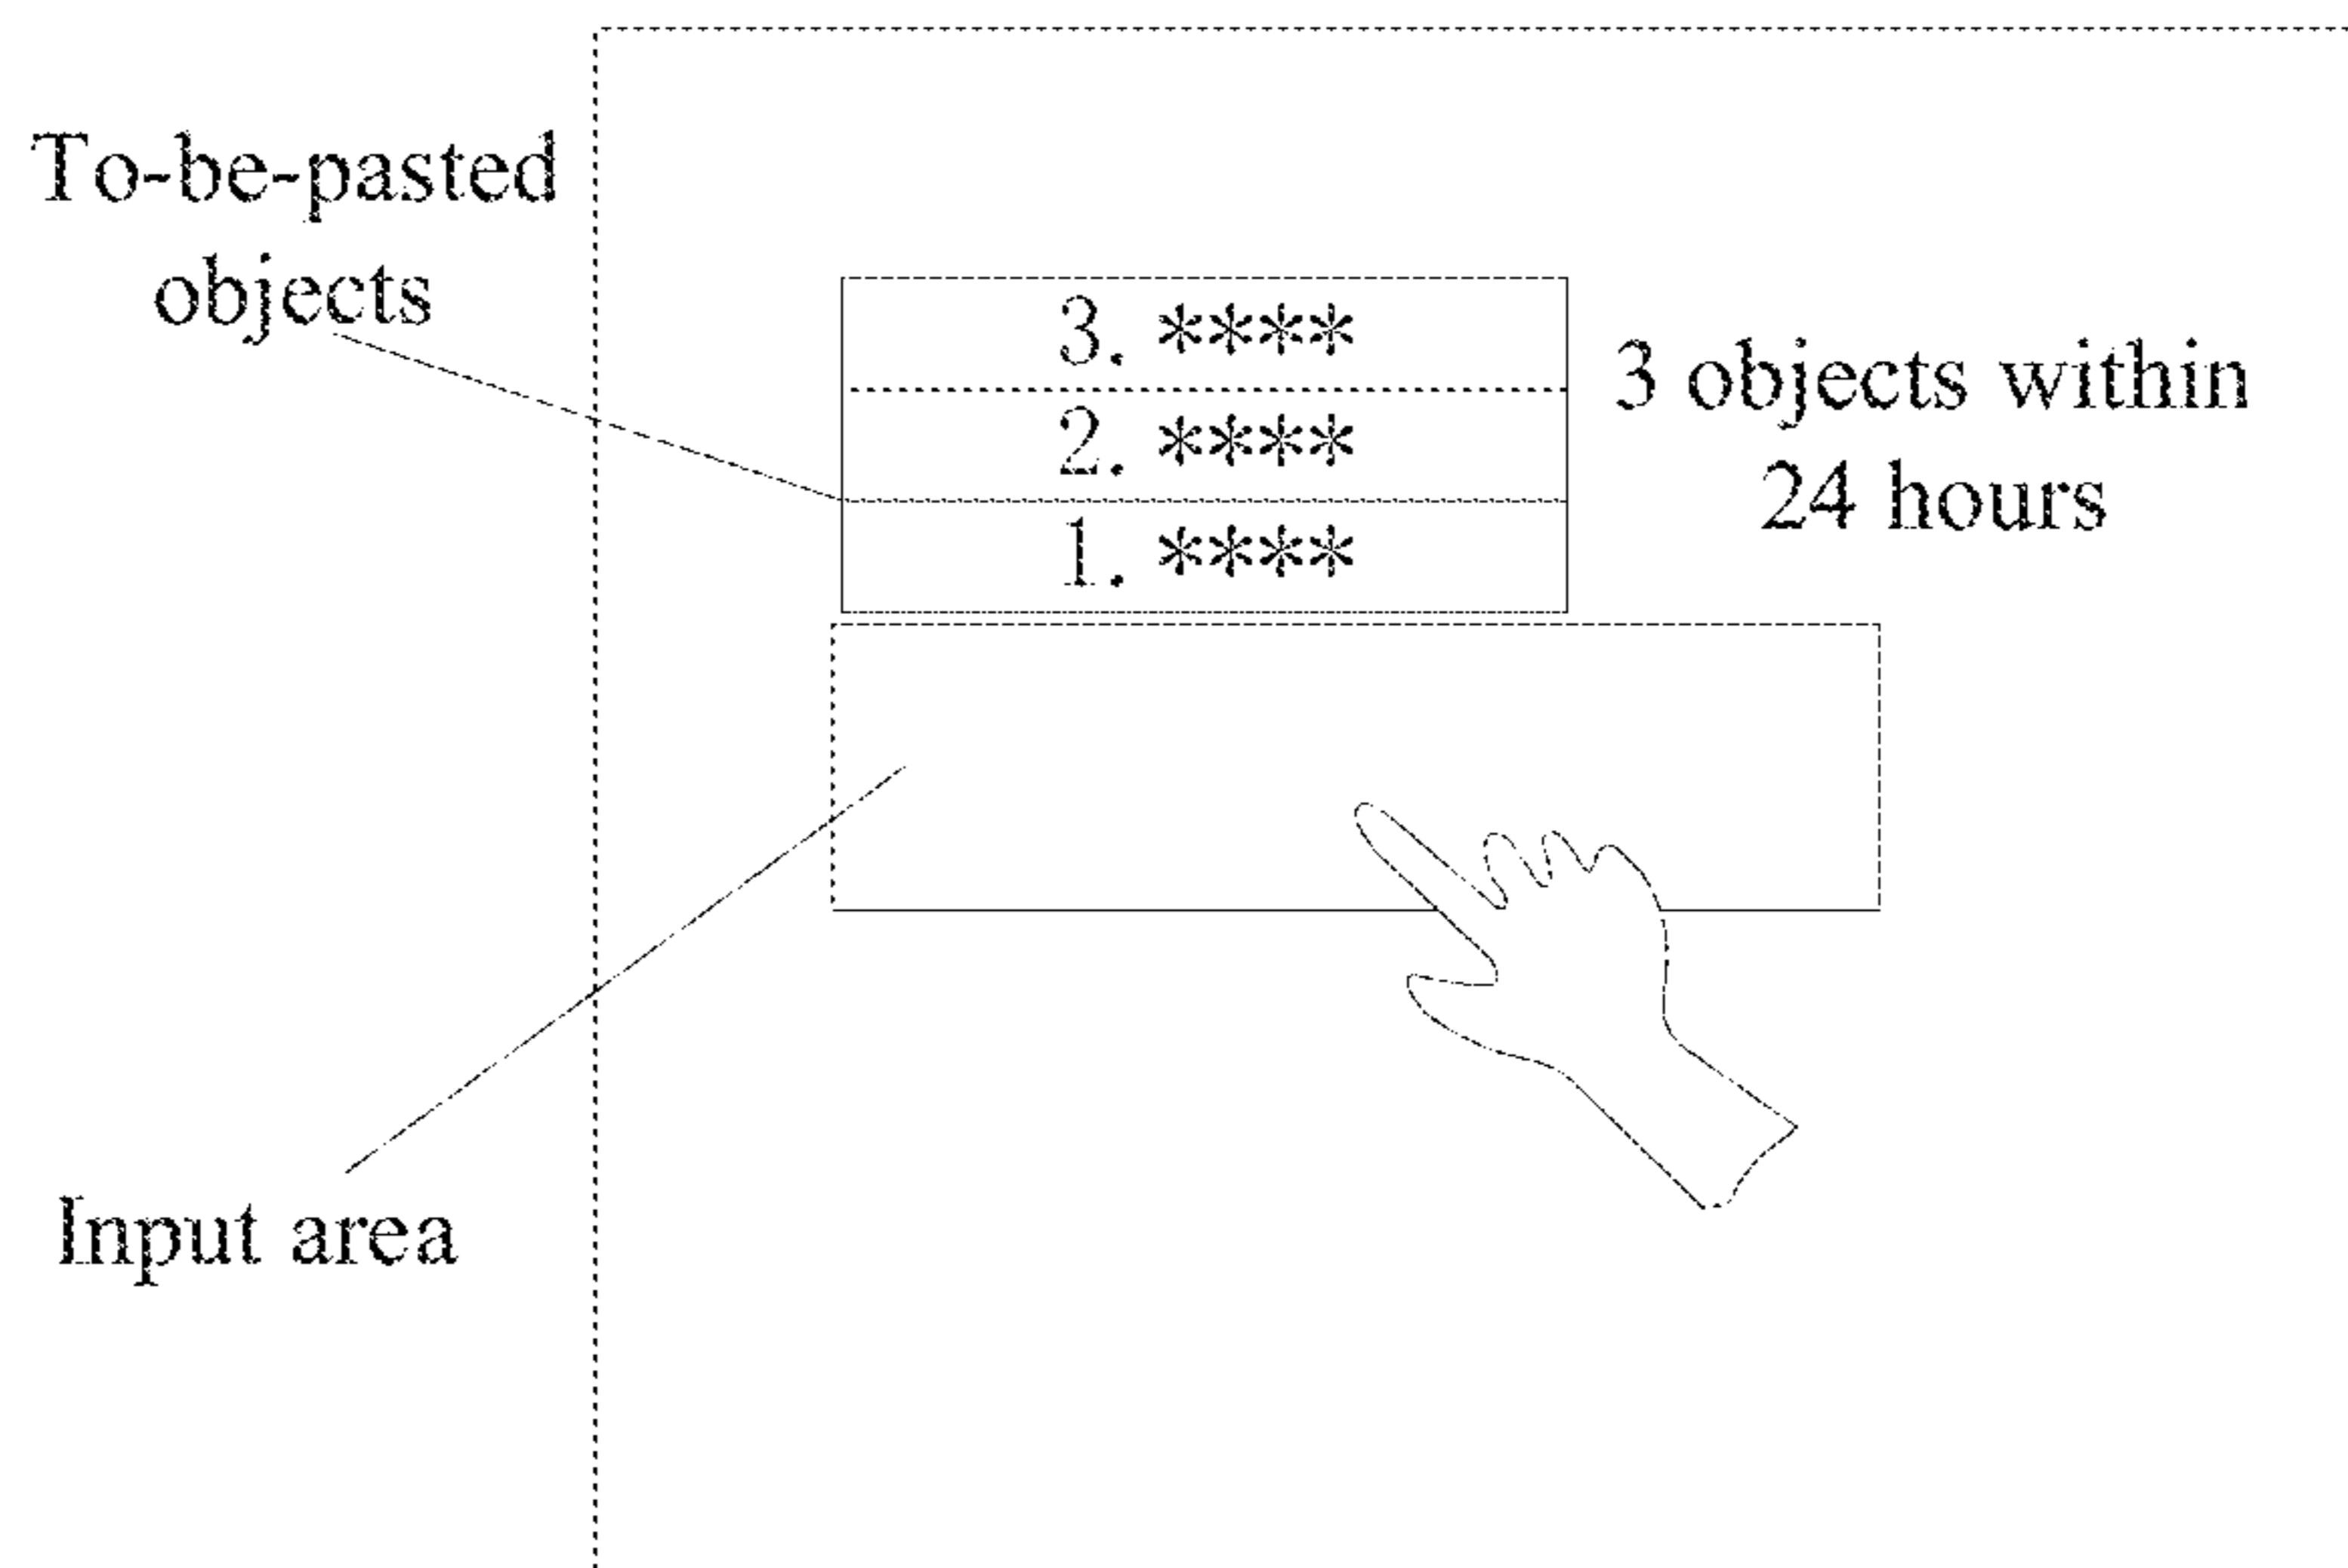 To-be-pasted
objects
3. ****
2. ****
1. ****
3 objects within
24 hours
Input area